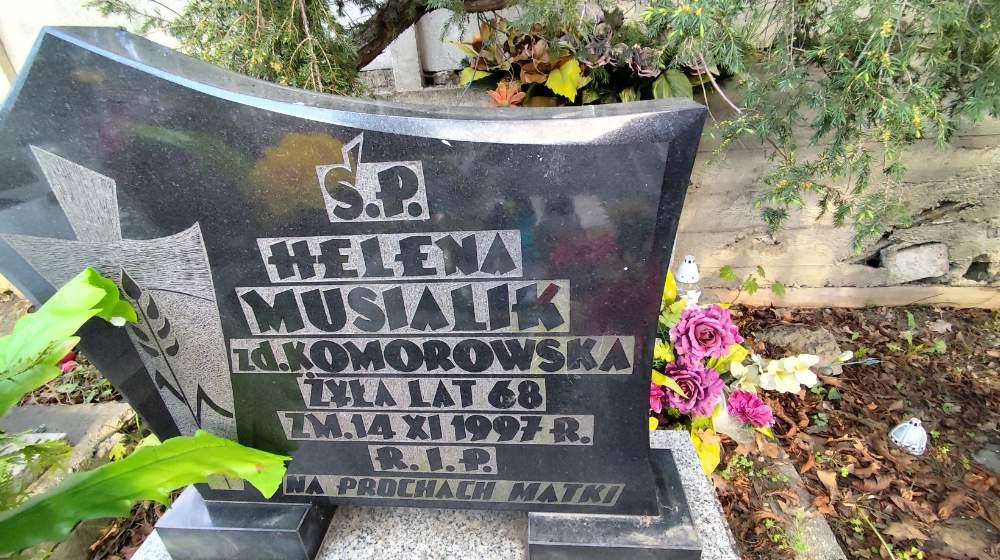 Ś.P.
HELENA
MUSIALIK
zd. KOMOROWSKA
ŻYŁA LAT 68
ZM. 14 XI 1997 R.
R. I. P.
NA PROCHACH MATKI